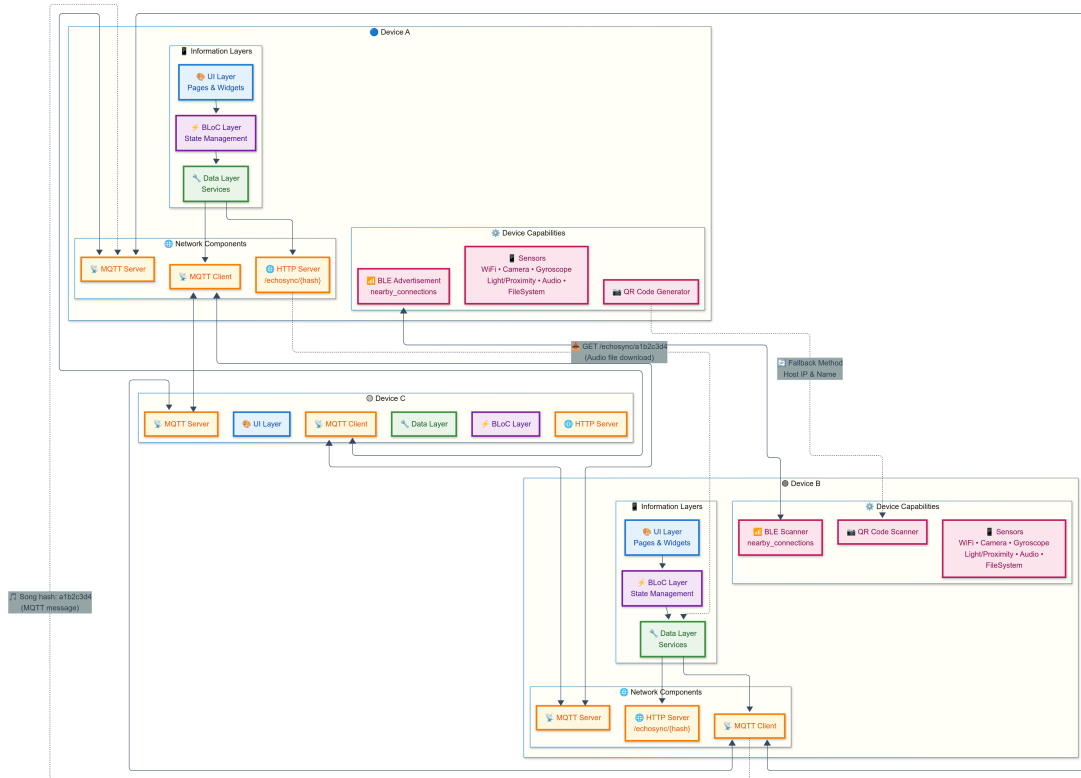 🔵 Device A
📱 Information Layers
🎨 UI Layer
Pages & Widgets
⚡ BLoC Layer
State Management
🔧 Data Layer
Services
🌐 Network Components
📡 MQTT Server
📡 MQTT Client
🌐 HTTP Server
/echosync/{hash}
⚙️ Device Capabilities
📶 BLE Advertisement
nearby_connections
📱 Sensors
WiFi • Camera • Gyroscope
Light/Proximity • Audio •
FileSystem
📷 QR Code Generator
📥 GET /echosync/a1b2c3d4
(Audio file download)
🔄 Fallback Method
Host IP & Name
🟡 Device C
📡 MQTT Server
🎨 UI Layer
📡 MQTT Client
🔧 Data Layer
⚡ BLoC Layer
🌐 HTTP Server
🟢 Device B
📱 Information Layers
🎨 UI Layer
Pages & Widgets
⚡ BLoC Layer
State Management
🔧 Data Layer
Services
⚙️ Device Capabilities
📶 BLE Scanner
nearby_connections
📷 QR Code Scanner
📱 Sensors
WiFi • Camera • Gyroscope
Light/Proximity • Audio •
FileSystem
🎵 Song hash: a1b2c3d4
(MQTT message)
🌐 Network Components
📡 MQTT Server
🌐 HTTP Server
/echosync/{hash}
📡 MQTT Client